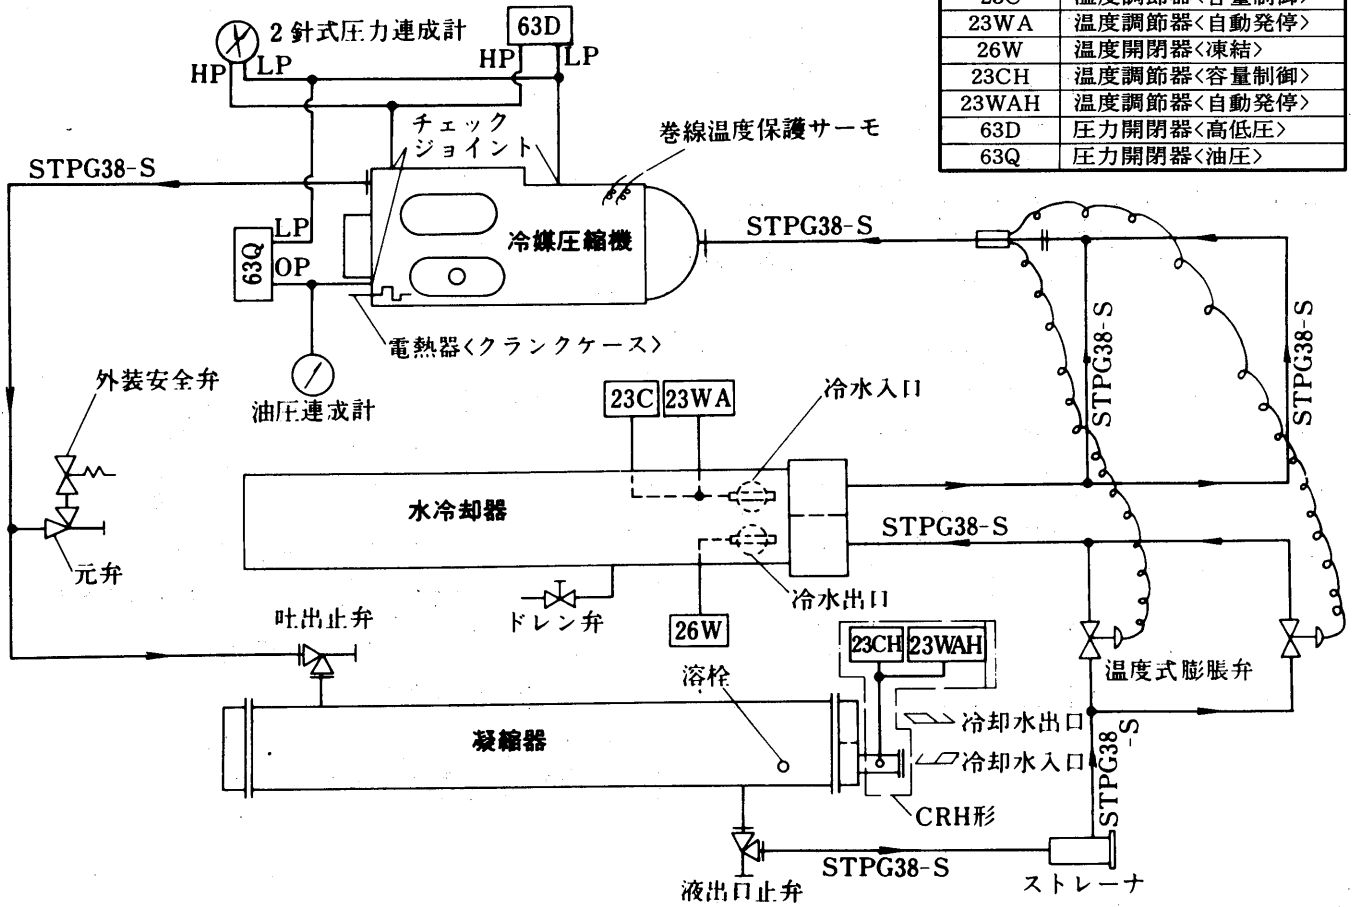 2針式圧力連成計
63D
HP
LP
HP
LP
23C 温度調節器<容量制御>
23WA 温度調節器<自動発停>
26W 温度開閉器<凍結>
23CH 温度調節器<容量制御>
23WAH 温度調節器<自動発停>
63D 圧力開閉器<高低圧>
63Q 圧力開閉器<油圧>
チェック
ジョイント
巻線温度保護サーモ
STPG38-S
LP
63Q
OP
冷媒圧縮機
STPG38-S
電熱器<クランクケース>
STPG38-S
STPG38-S
外装安全弁
油圧連成計
23C
23WA
冷水入口
水冷却器
STPG38-S
元弁
吐出止弁
ドレン弁
26W
冷水出口
23CH
23WAH
温度式膨脹弁
溶栓
冷却水出口
凝縮器
冷却水入口
STPG38-S
CRH形
STPG38-S
液出口止弁
ストレーナ